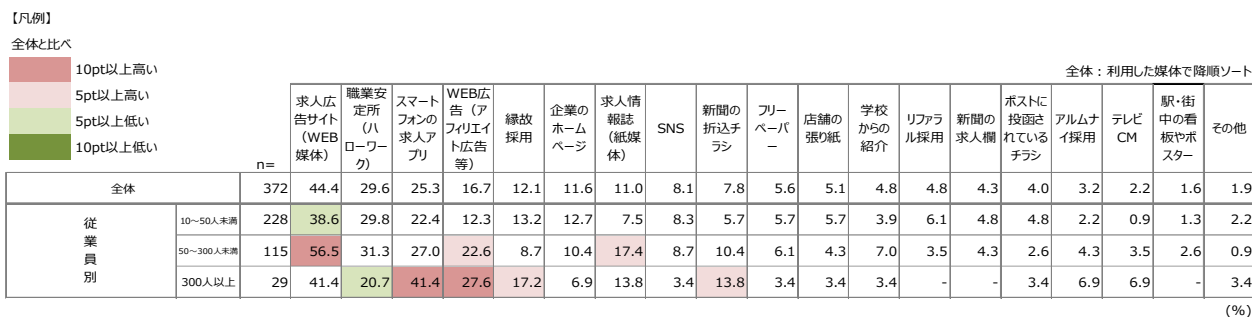 【凡例】
全体と比べ
10pt以上高い
5pt以上高い
5pt以上低い
10pt以上低い
全体：利用した媒体で降順ソート
n=
求人広告サイト（WEB媒体）
職業安定所（ハローワーク）
スマートフォンの求人アプリ
WEB広告（アフィリエイト広告等）
縁故採用
企業のホームページ
求人情報誌（紙媒体）
SNS
新聞の折込チラシ
フリーペーパー
店舗の張り紙
学校からの紹介
リファラル採用
新聞の求人欄
ポストに投函されているチラシ
アルムナイ採用
テレビCM
駅・街中の看板やポスター
その他
全体 372 44.4 29.6 25.3 16.7 12.1 11.6 11.0 8.1 7.8 5.6 5.1 4.8 4.8 4.3 4.0 3.2 2.2 1.6 1.9
従業員別
10～50人未満 228 38.6 29.8 22.4 12.3 13.2 12.7 7.5 8.3 5.7 5.7 5.7 3.9 6.1 4.8 4.8 2.2 0.9 1.3 2.2
50～300人未満 115 56.5 31.3 27.0 22.6 8.7 10.4 17.4 8.7 10.4 6.1 4.3 7.0 3.5 4.3 2.6 4.3 3.5 2.6 0.9
300人以上 29 41.4 20.7 41.4 27.6 17.2 6.9 13.8 3.4 13.8 3.4 3.4 3.4 - - 3.4 6.9 6.9 - 3.4
(%)